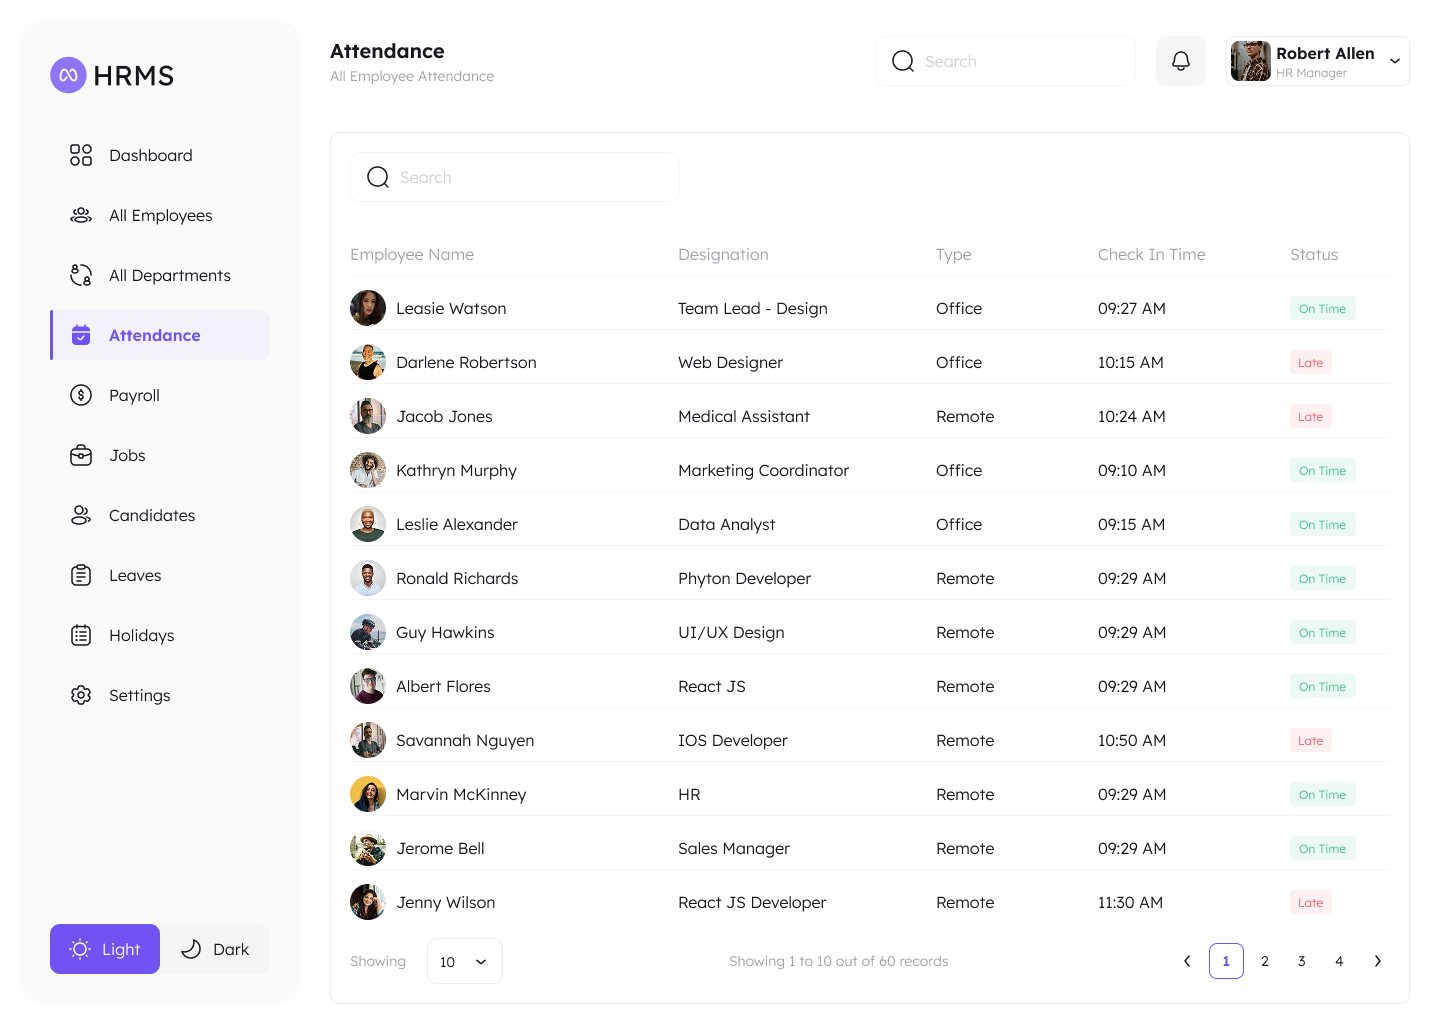 HRMS
Dashboard
All Employees
All Departments
Attendance
Payroll
Jobs
Candidates
Leaves
Holidays
Settings
Light Dark
Attendance
All Employee Attendance
Search
Robert Allen
HR Manager
Search
Employee Name Designation Type Check In Time Status
Leasie Watson Team Lead - Design Office 09:27 AM On Time
Darlene Robertson Web Designer Office 10:15 AM Late
Jacob Jones Medical Assistant Remote 10:24 AM Late
Kathryn Murphy Marketing Coordinator Office 09:10 AM On Time
Leslie Alexander Data Analyst Office 09:15 AM On Time
Ronald Richards Phyton Developer Remote 09:29 AM On Time
Guy Hawkins UI/UX Design Remote 09:29 AM On Time
Albert Flores React JS Remote 09:29 AM On Time
Savannah Nguyen IOS Developer Remote 10:50 AM Late
Marvin McKinney HR Remote 09:29 AM On Time
Jerome Bell Sales Manager Remote 09:29 AM On Time
Jenny Wilson React JS Developer Remote 11:30 AM Late
Showing 10 Showing 1 to 10 out of 60 records 1 2 3 4